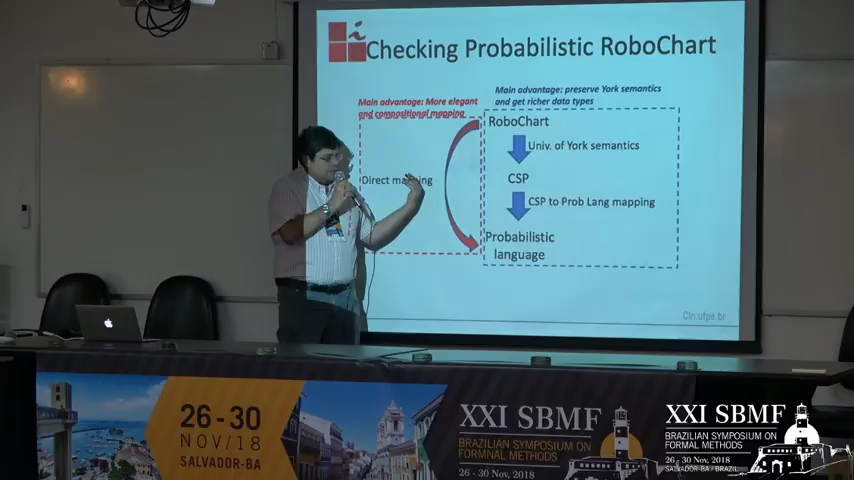 Checking Probabilistic RoboChart
Main advantage: More elegant
and compositional mapping
Main advantage: preserve York semantics
and get richer data types
RoboChart
Univ. of York semantics
Direct mapping
CSP
CSP to Prob Lang mapping
Probabilistic
language
CIn.ufpe.br
26-30
NOV/18
SALVADOR-BA
XXI SBMF
BRAZILIAN SYMPOSIUM ON
FORMNAL METHODS
26 - 30 Nov, 2018
XXI SBMF
BRAZILIAN SYMPOSIUM ON
FORMAL METHODS
26 - 30 Nov, 2018
SALVADOR-BA / BRAZIL